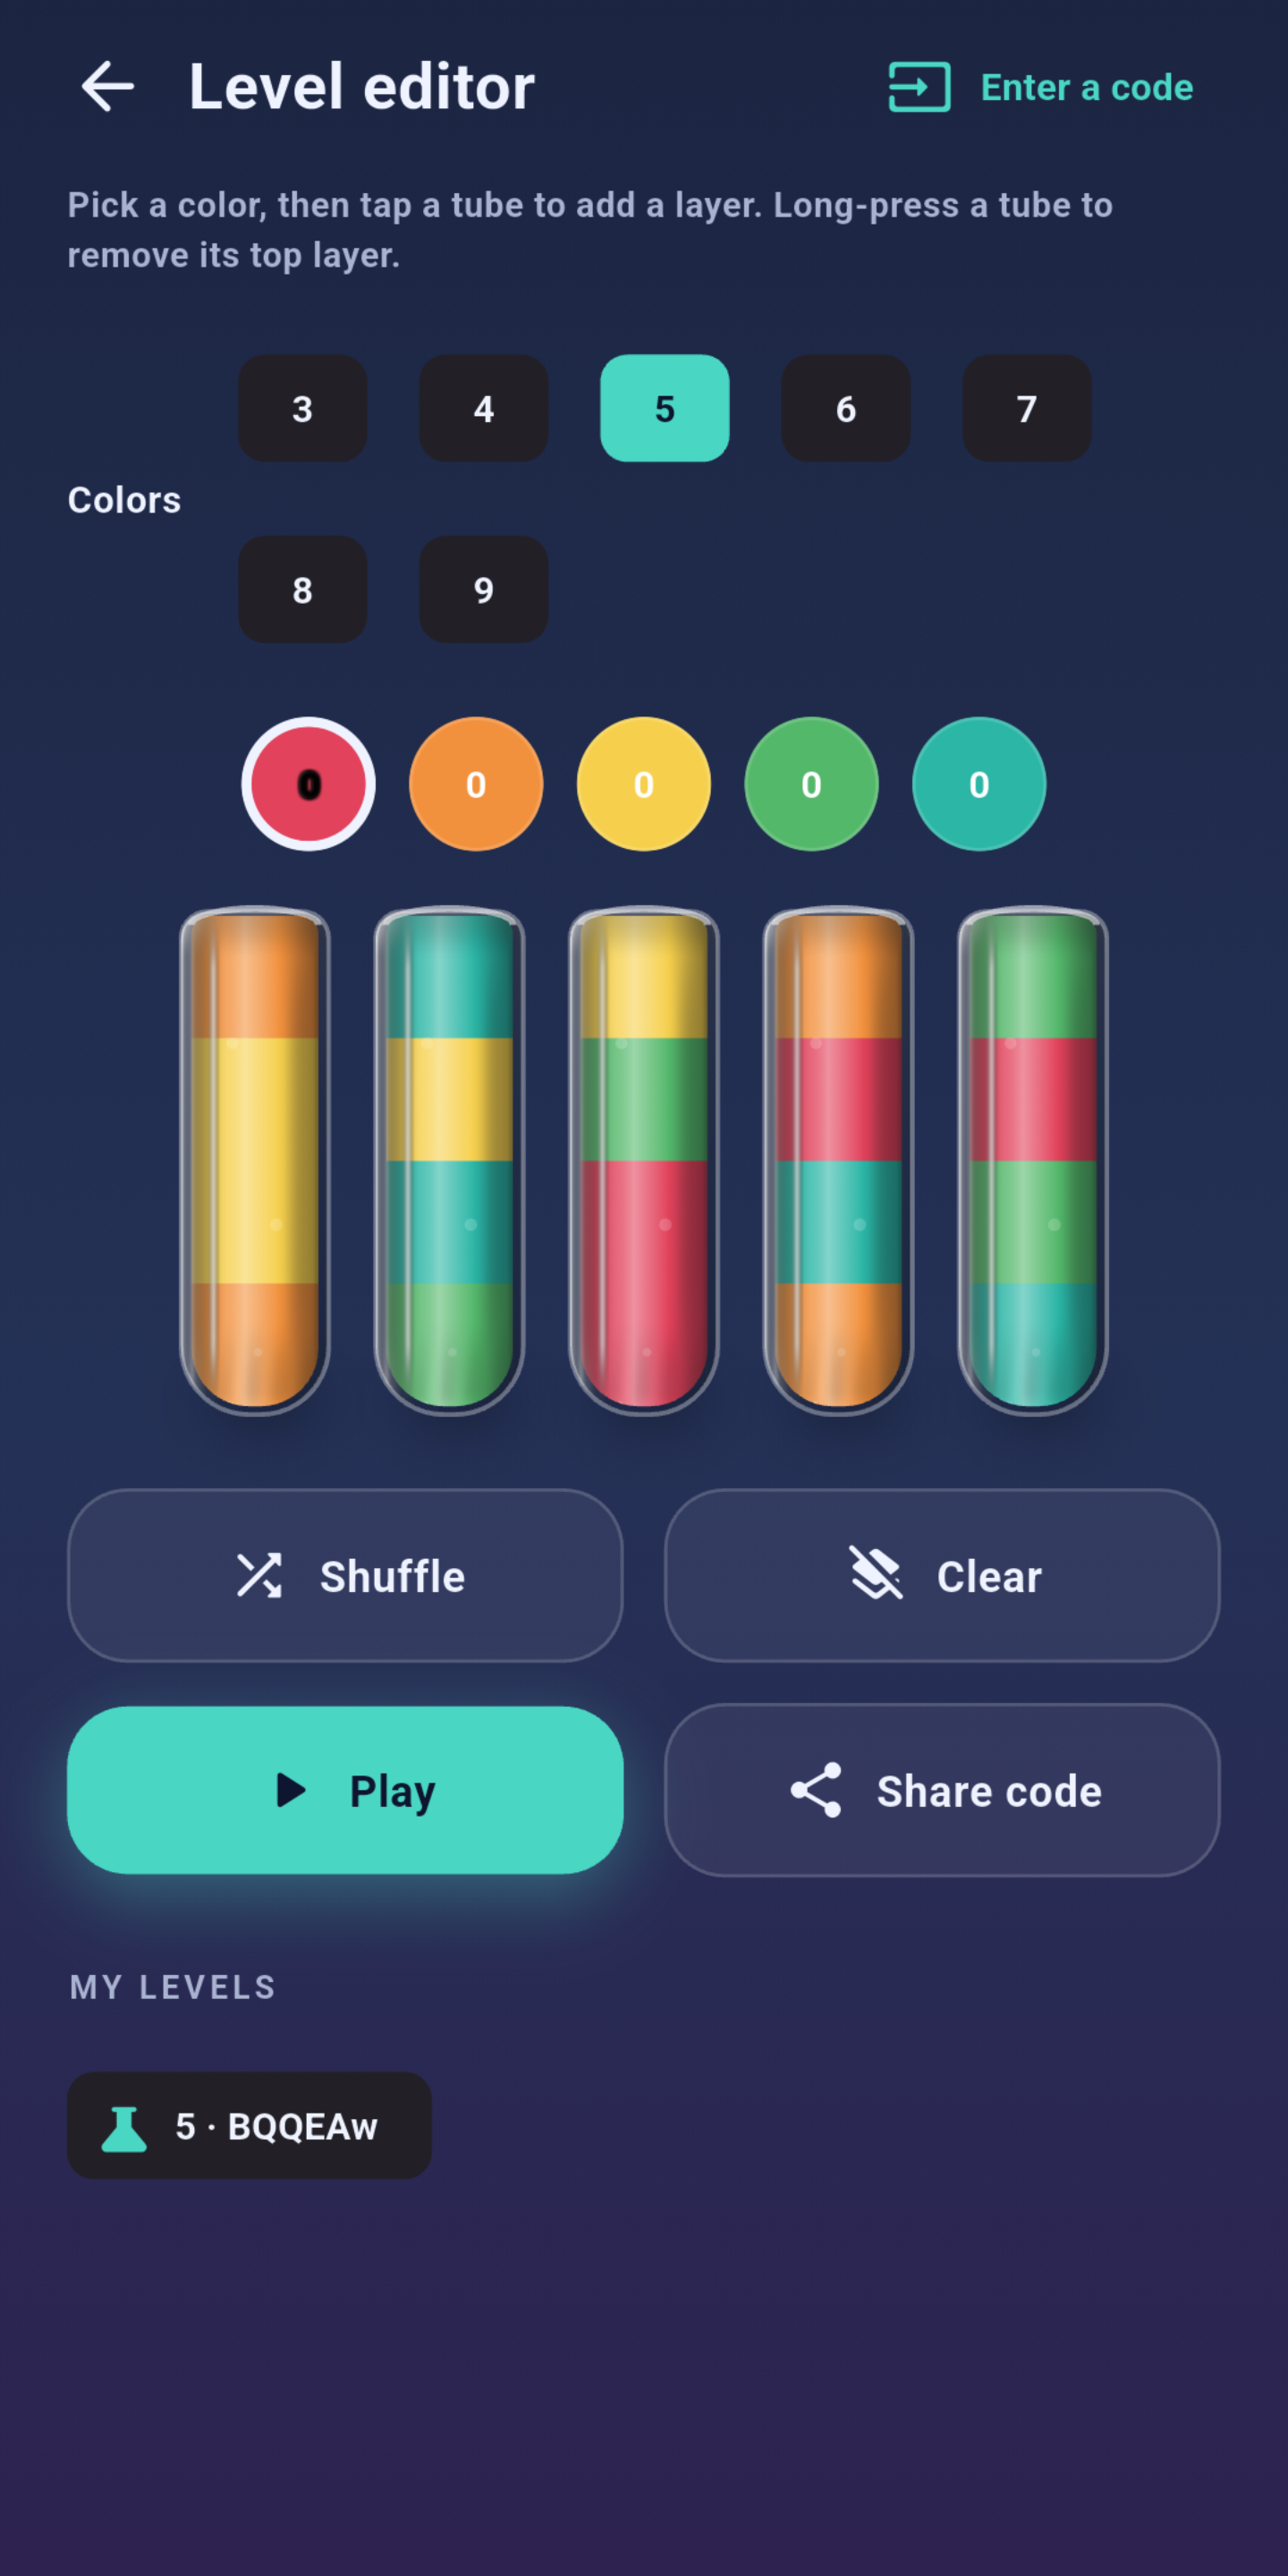 Level editor
Enter a code
Pick a color, then tap a tube to add a layer. Long-press a tube to
remove its top layer.
3 4 5 6 7
Colors
8 9
0 0 0 0 0
Shuffle
Clear
Play
Share code
MY LEVELS
5 · BQQEAw